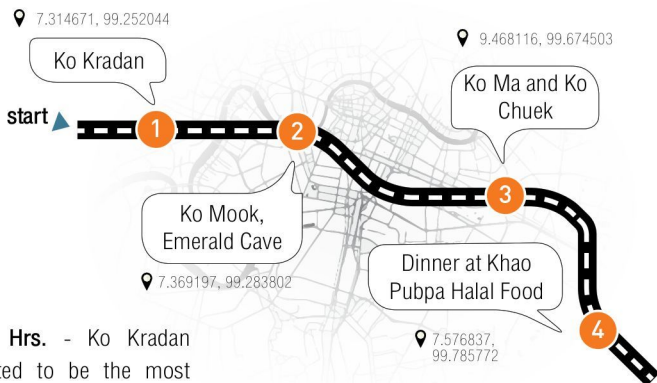 7.314671, 99.252044
Ko Kradan
start
1
2
9.468116, 99.674503
Ko Ma and Ko
Chuek
3
Ko Mook,
Emerald Cave
7.369197, 99.283802
Dinner at Khao
Pubpa Halal Food
7.576837,
99.785772
4
Hrs. - Ko Kradan
ted to be the most